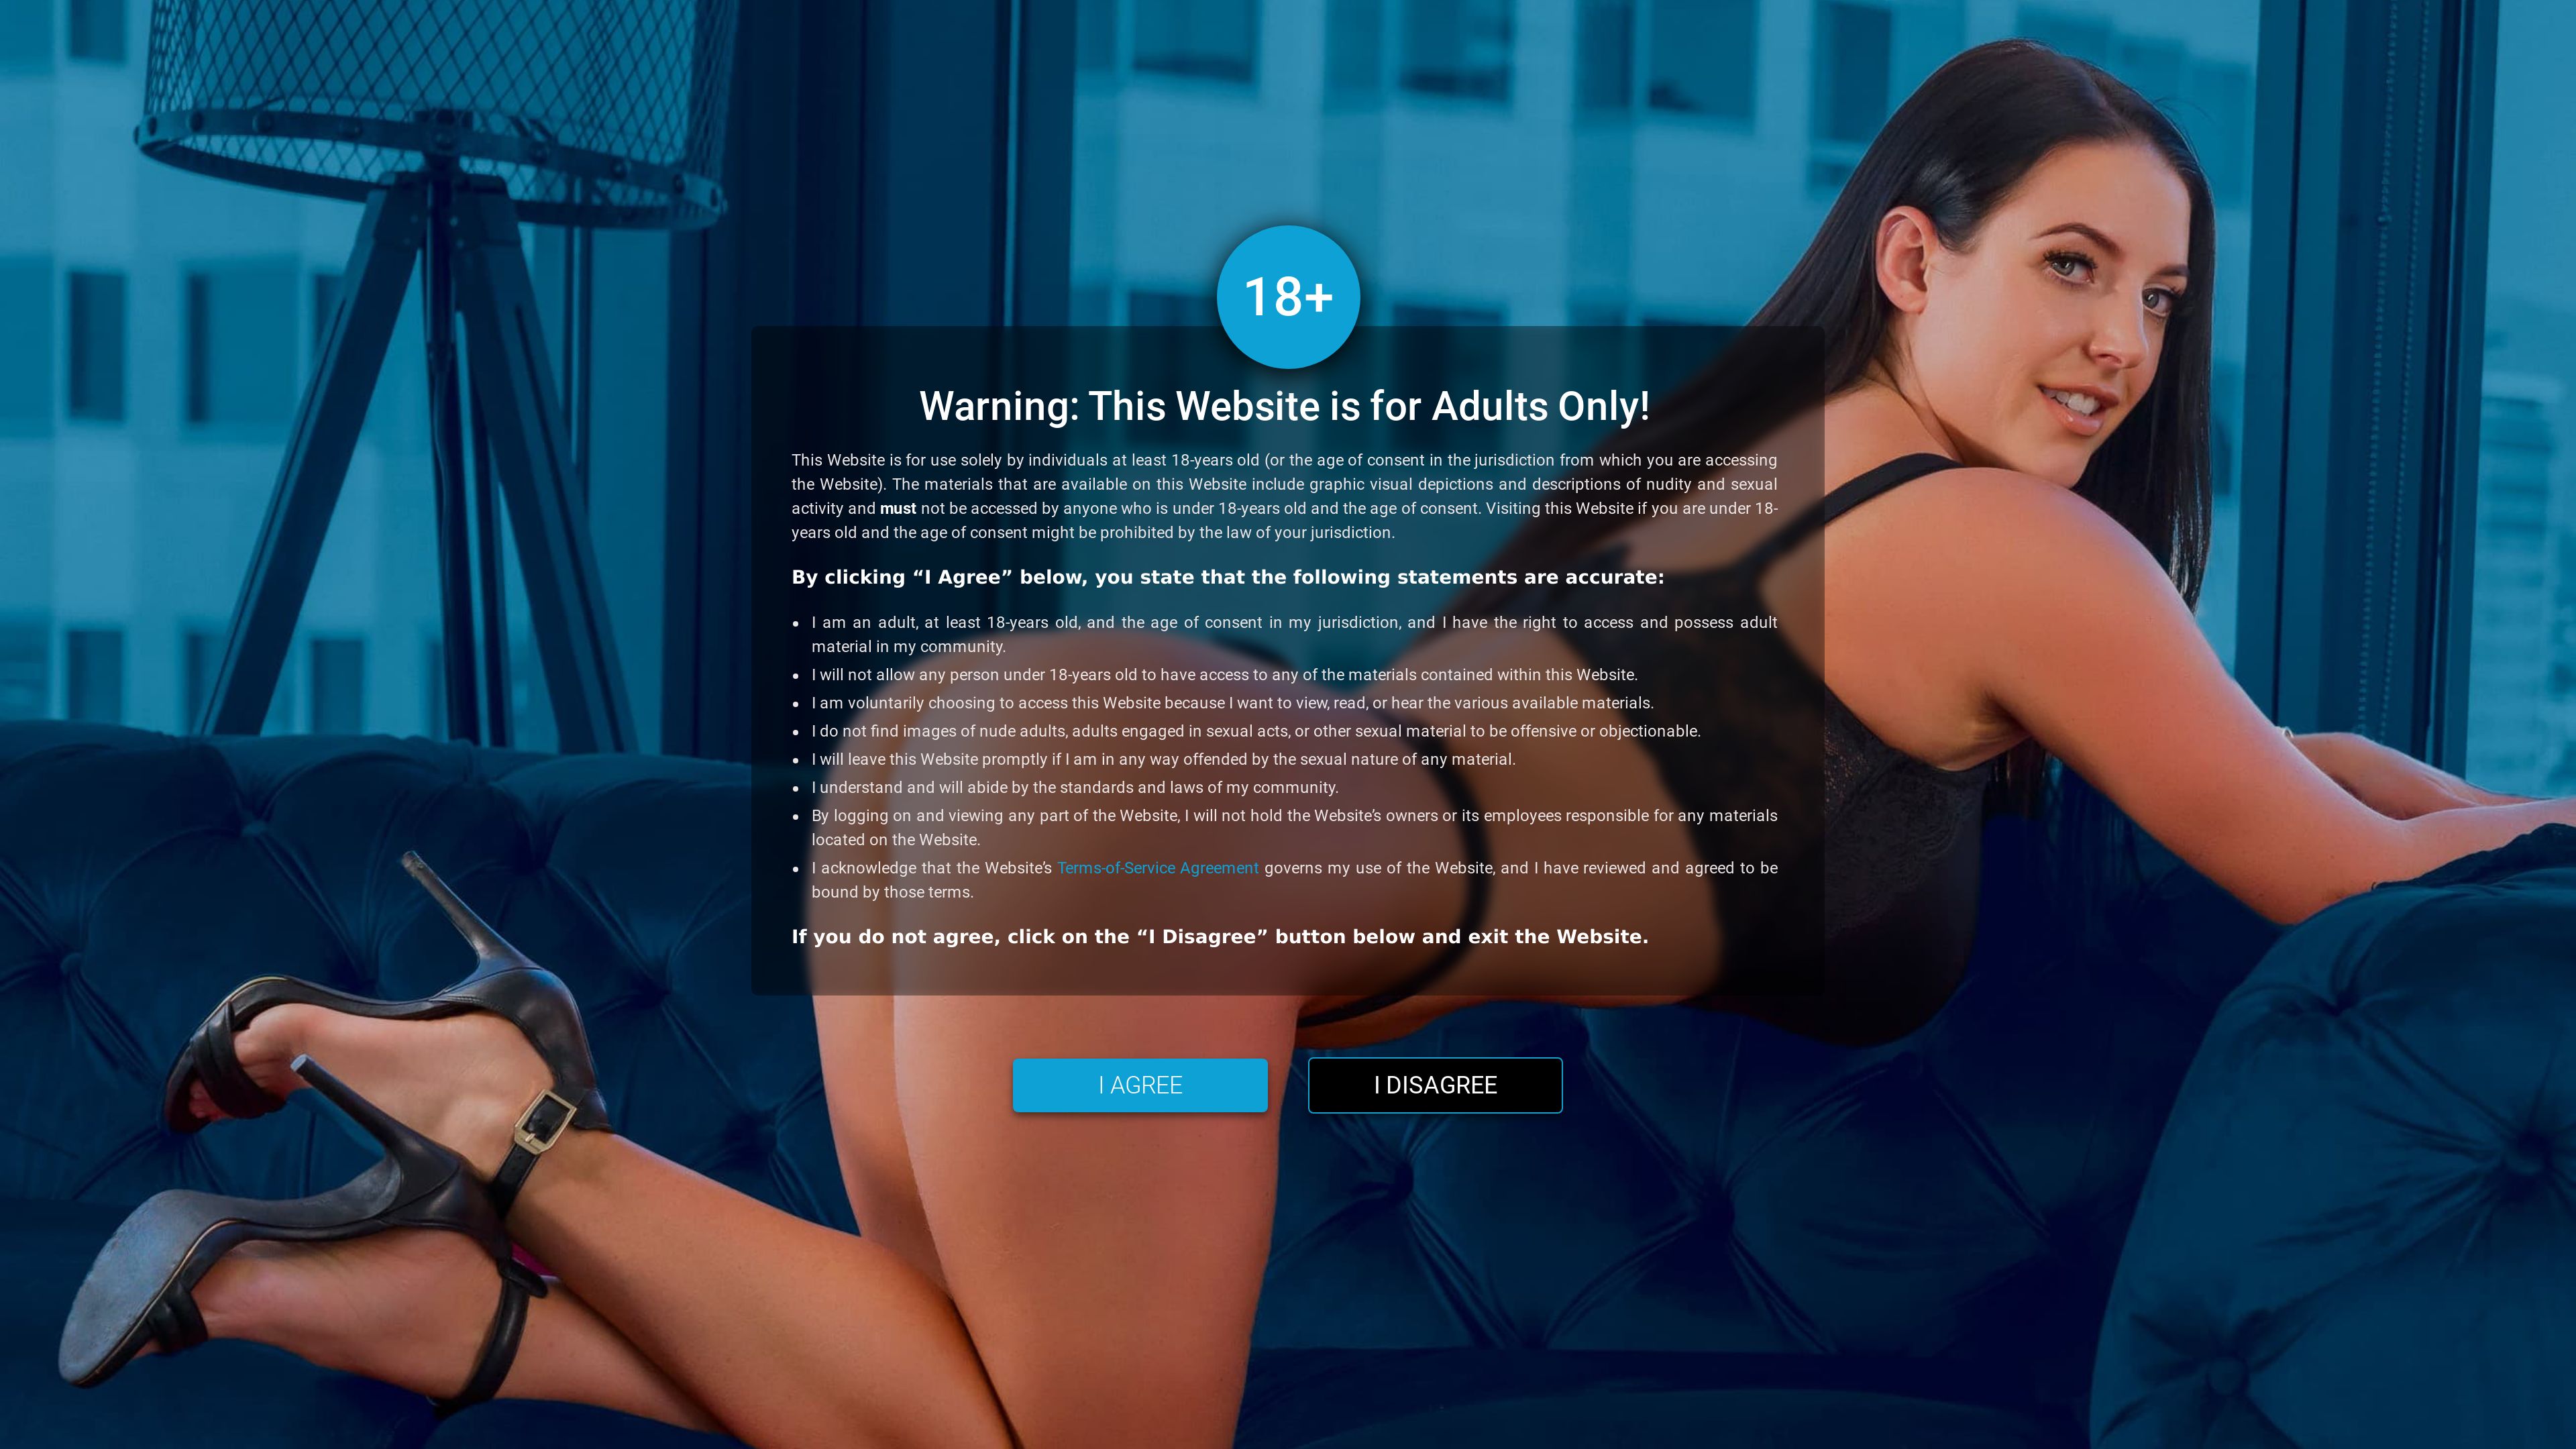 18+
Warning: This Website is for Adults Only!
This Website is for use solely by individuals at least 18-years old (or the age of consent in the jurisdiction from which you are accessing
the Website). The materials that are available on this Website include graphic visual depictions and descriptions of nudity and sexual
activity and must not be accessed by anyone who is under 18-years old and the age of consent. Visiting this Website if you are under 18-
years old and the age of consent might be prohibited by the law of your jurisdiction.
By clicking “I Agree” below, you state that the following statements are accurate:
• I am an adult, at least 18-years old, and the age of consent in my jurisdiction, and I have the right to access and possess adult
material in my community.
• I will not allow any person under 18-years old to have access to any of the materials contained within this Website.
• I am voluntarily choosing to access this Website because I want to view, read, or hear the various available materials.
• I do not find images of nude adults, adults engaged in sexual acts, or other sexual material to be offensive or objectionable.
• I will leave this Website promptly if I am in any way offended by the sexual nature of any material.
• I understand and will abide by the standards and laws of my community.
• By logging on and viewing any part of the Website, I will not hold the Website’s owners or its employees responsible for any materials
located on the Website.
• I acknowledge that the Website’s Terms-of-Service Agreement governs my use of the Website, and I have reviewed and agreed to be
bound by those terms.
If you do not agree, click on the “I Disagree” button below and exit the Website.
I AGREE
I DISAGREE